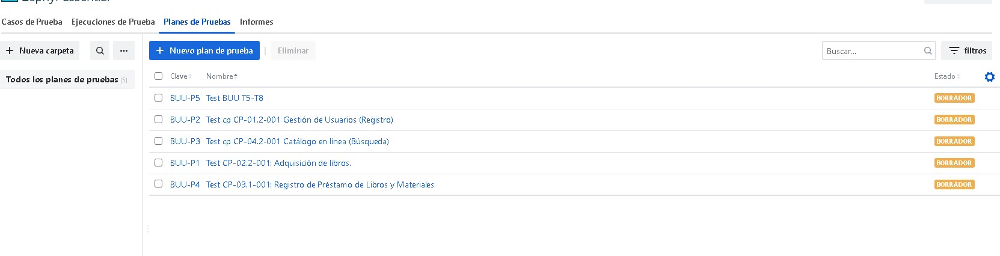 Casos de Prueba Ejecuciones de Prueba Planes de Pruebas Informes
+ Nueva carpeta ... + Nuevo plan de prueba | Eliminar Buscar... filtros
Todos los planes de pruebas (5)
Clave Nombre Estado
BUU-P5 Test BUU T5-T8 BORRADOR
BUU-P2 Test cp CP-01.2-001 Gestión de Usuarios (Registro) BORRADOR
BUU-P3 Test cp CP-04.2-001 Catálogo en línea (Búsqueda) BORRADOR
BUU-P1 Test CP-02.2-001: Adquisición de libros. BORRADOR
BUU-P4 Test CP-03.1-001: Registro de Préstamo de Libros y Materiales BORRADOR